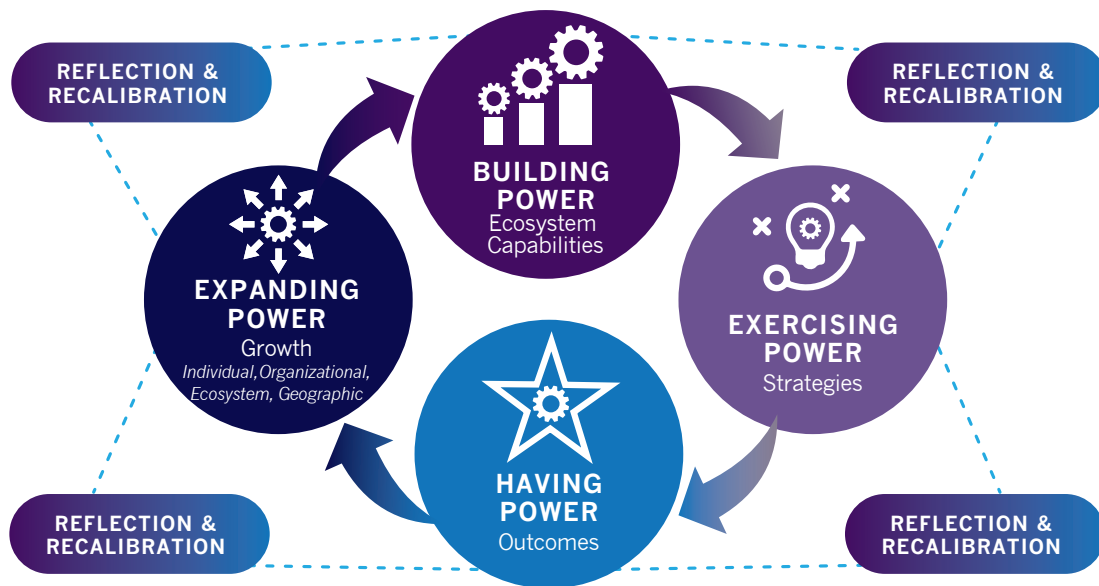 REFLECTION &
RECALIBRATION
BUILDING
POWER
Ecosystem
Capabilities
REFLECTION &
RECALIBRATION
EXPANDING
POWER
Growth
Individual, Organizational,
Ecosystem, Geographic
EXERCISING
POWER
Strategies
HAVING
POWER
Outcomes
REFLECTION &
RECALIBRATION
REFLECTION &
RECALIBRATION